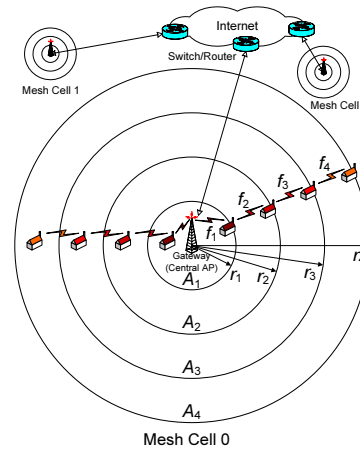 Internet
Switch/Router
Mesh Cell 1
Mesh Cell
f4
f3
f2
f1
Gateway
(Central AP)
r1
r2
r3
A1
A2
A3
A4
Mesh Cell 0